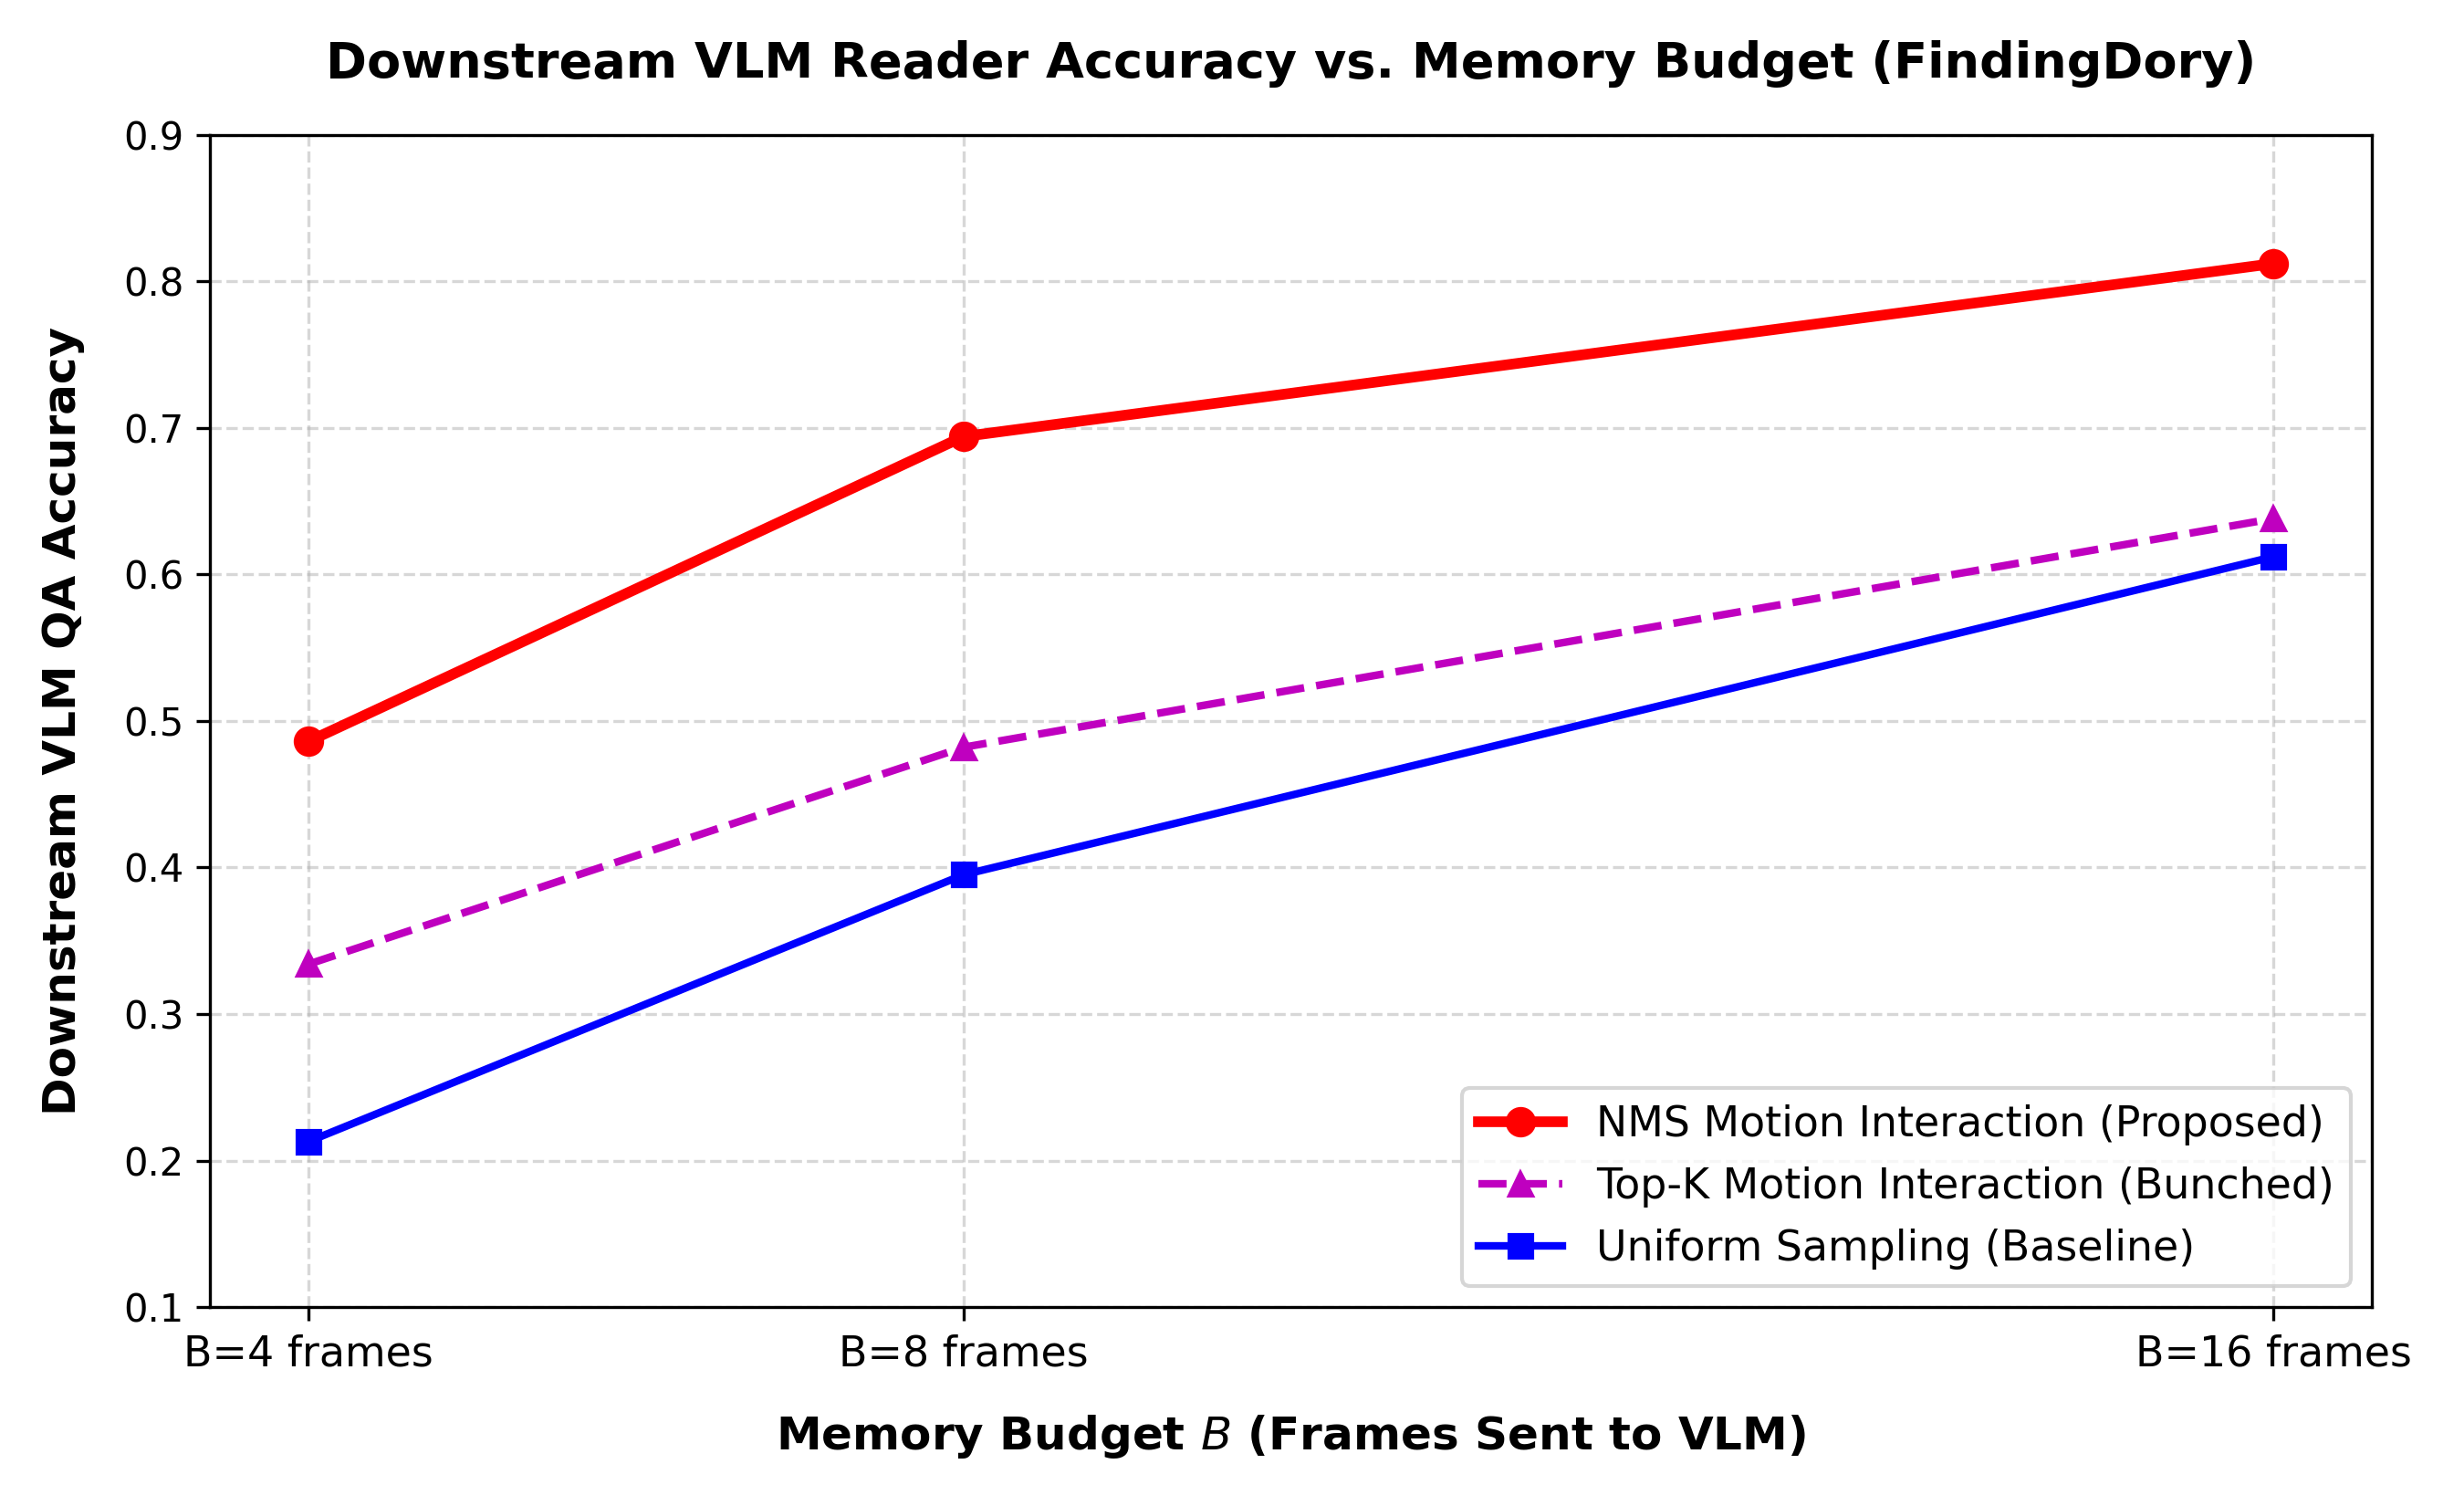 Downstream VLM Reader Accuracy vs. Memory Budget (FindingDory)
Downstream VLM QA Accuracy
0.9
0.8
0.7
0.6
0.5
0.4
0.3
0.2
0.1
NMS Motion Interaction (Proposed)
Top-K Motion Interaction (Bunched)
Uniform Sampling (Baseline)
B=4 frames
B=8 frames
B=16 frames
Memory Budget B (Frames Sent to VLM)